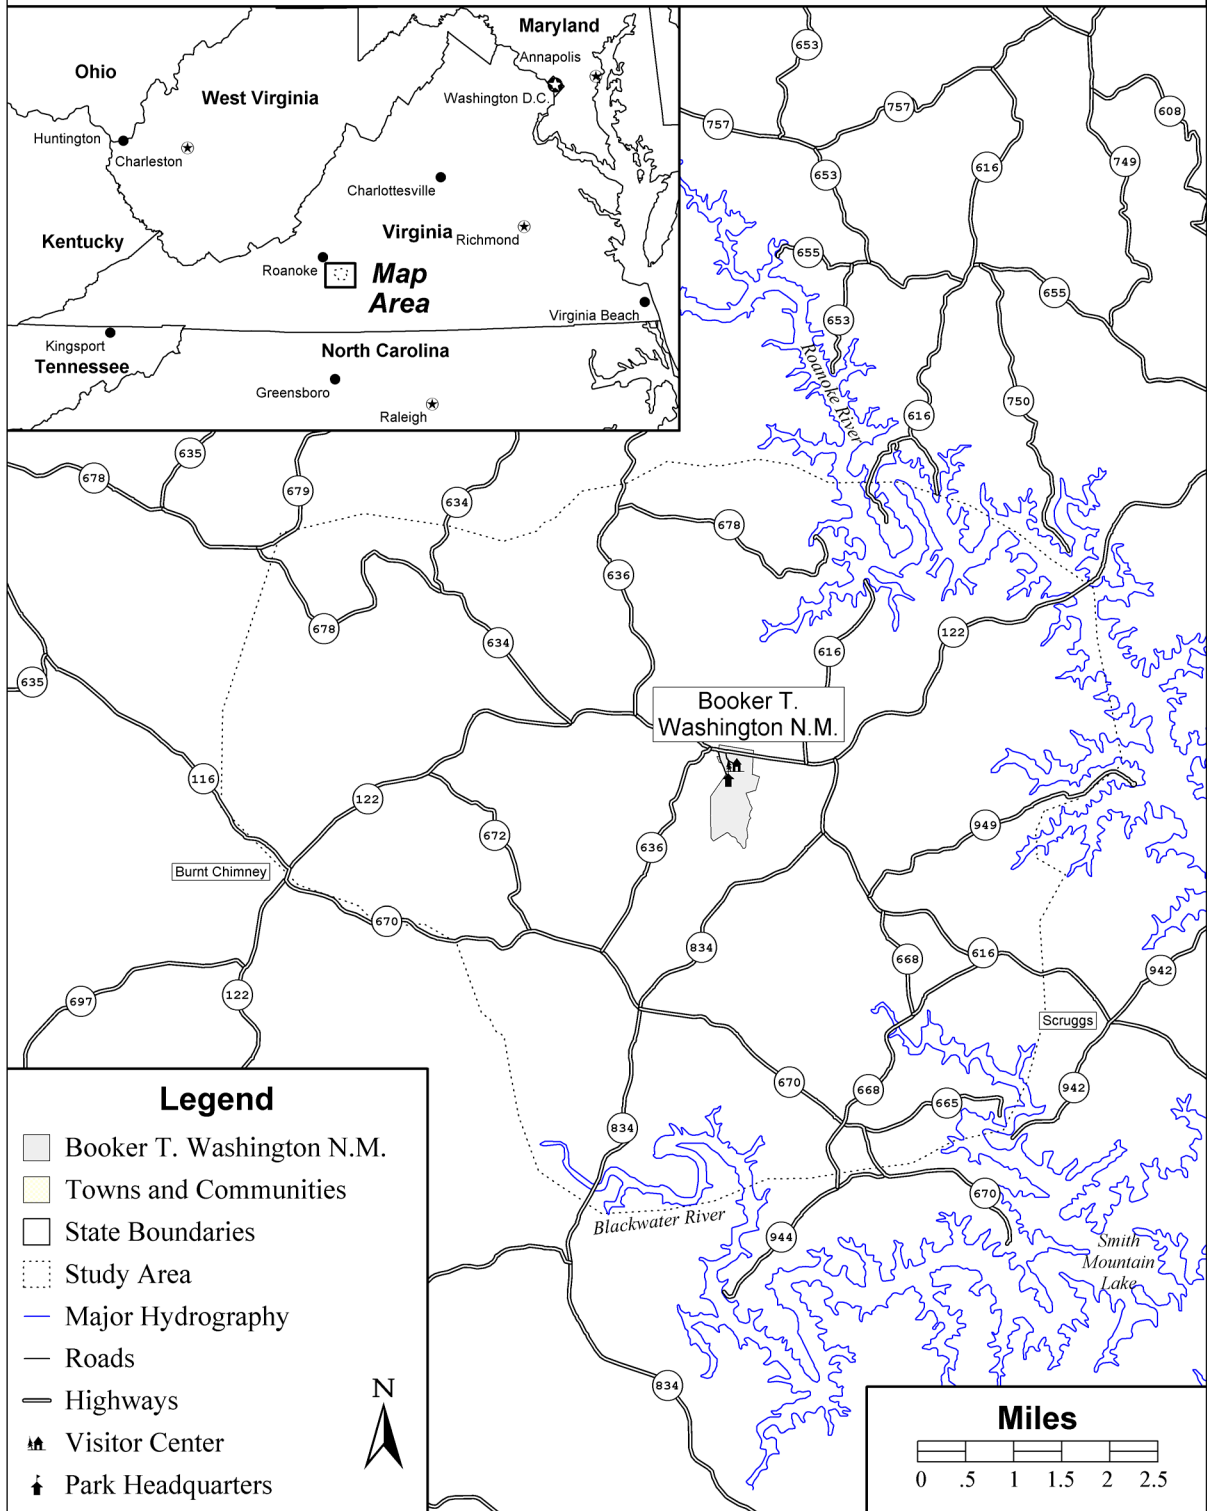 Maryland
Annapolis
Ohio
West Virginia
Washington D.C.
Huntington
Charleston
Charlottesville
Kentucky
Virginia
Richmond
Roanoke
Map
Area
Virginia Beach
Kingsport
Tennessee
North Carolina
Greensboro
Raleigh
653
757
757
608
653
616
749
655
655
653
Roanoke River
616
750
635
678
679
634
678
636
678
634
616
122
635
Booker T.
Washington N.M.
116
122
672
636
949
Burnt Chimney
670
834
668
616
942
697
122
Scruggs
670
668
665
942
834
670
Blackwater River
944
Smith
Mountain
Lake
834
Legend
Booker T. Washington N.M.
Towns and Communities
State Boundaries
Study Area
Major Hydrography
Roads
Highways
Visitor Center
Park Headquarters
N
Miles
0 .5 1 1.5 2 2.5